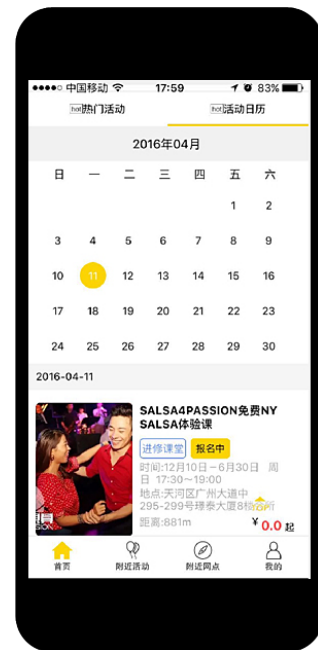 中国移动 17:59 83%
hot热门活动 hot活动日历
2016年04月
日 一 二 三 四 五 六
1 2
3 4 5 6 7 8 9
10 11 12 13 14 15 16
17 18 19 20 21 22 23
24 25 26 27 28 29 30
2016-04-11
SALSA4PASSION免费NY
SALSA体验课
进修课堂 报名中
时间:12月10日-6月30日 周
日 17:30~19:00
地点:天河区广州大道中
295-299号臻泰大厦8楼
距离:881m
¥0.0起
首页 附近活动 附近网点 我的